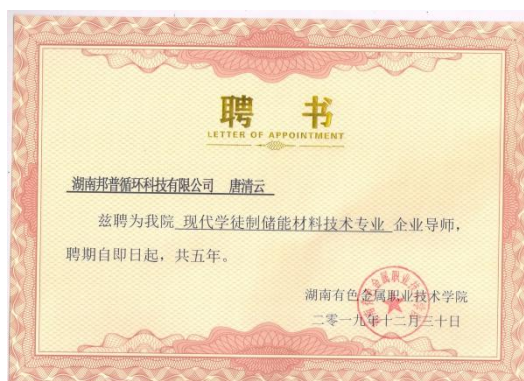 聘 书
LETTER OF APPOINTMENT
湖南邦普循环科技有限公司 唐清云
兹聘为我院 现代学徒制储能材料技术专业 企业导师，
聘期自即日起，共五年。
湖南有色金属职业技术学院
二零一九年十二月三十日